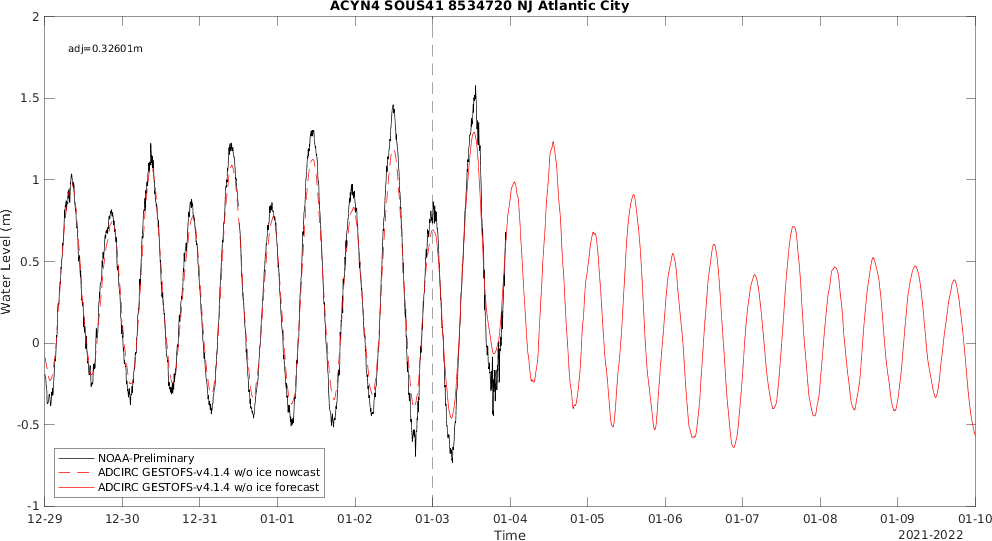 ACYN4 SOUS41 8534720 NJ Atlantic City
adj=0.32601m
Water Level (m)
2
1.5
1
0.5
0
-0.5
-1
NOAA-Preliminary
ADCIRC GESTOFS-v4.1.4 w/o ice nowcast
ADCIRC GESTOFS-v4.1.4 w/o ice forecast
12-29 12-30 12-31 01-01 01-02 01-03 01-04 01-05 01-06 01-07 01-08 01-09 01-10
Time
2021-2022